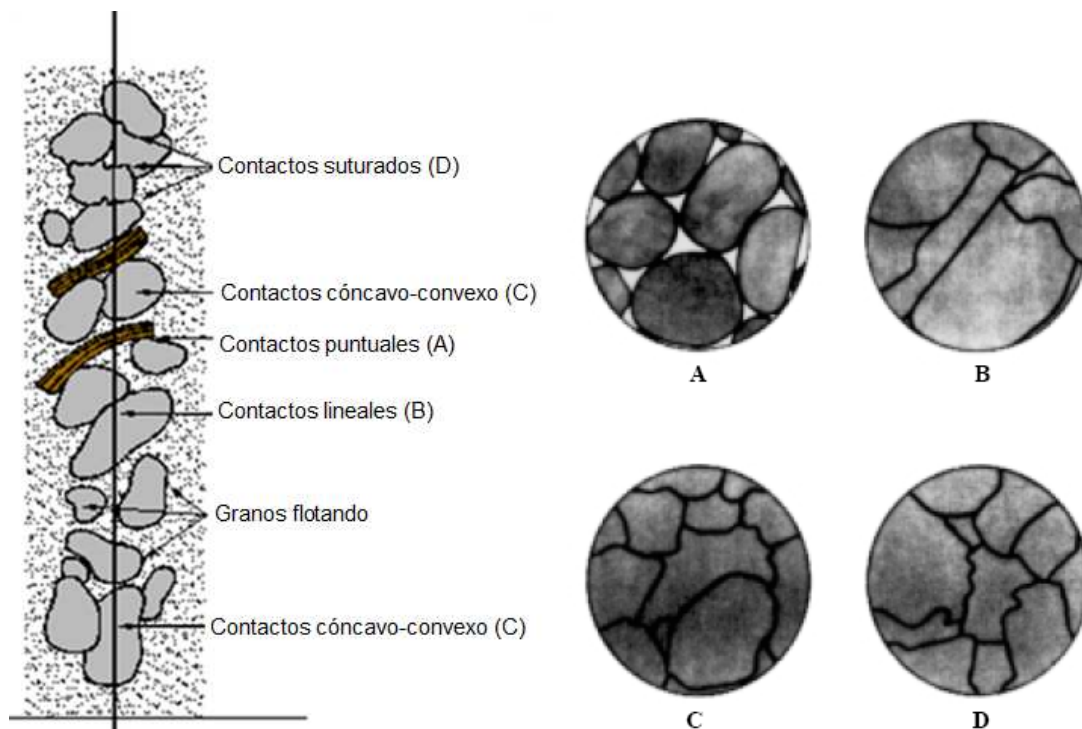 Contactos suturados (D)
Contactos cóncavo-convexo (C)
Contactos puntuales (A)
Contactos lineales (B)
Granos flotando
Contactos cóncavo-convexo (C)
A
B
C
D